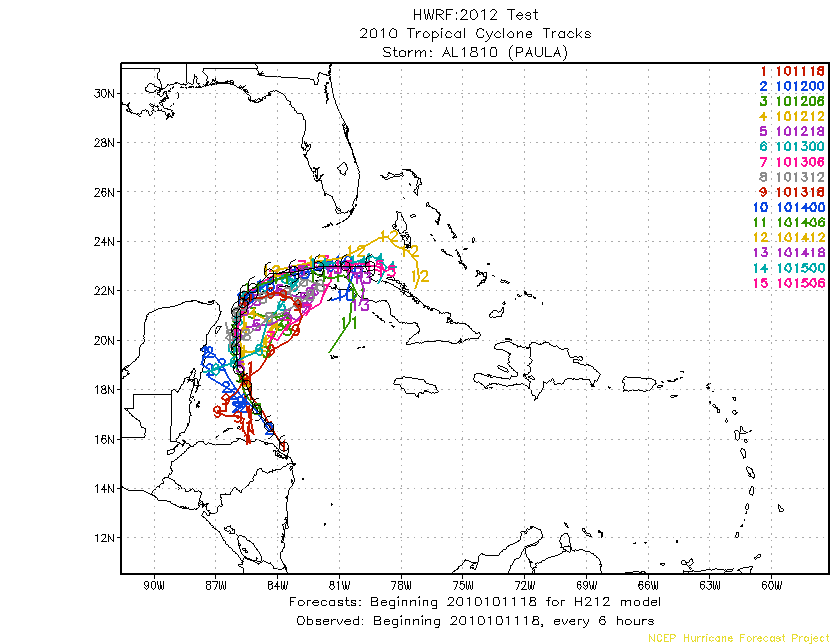 HWRF:2012 Test
2010 Tropical Cyclone Tracks
Storm: AL1810 (PAULA)
1 101118
2 101200
3 101206
4 101212
5 101218
6 101300
7 101306
8 101312
9 101318
10 101400
11 101406
12 101412
13 101418
14 101500
15 101506
30N
28N
26N
24N
22N
20N
18N
16N
14N
12N
90W 87W 84W 81W 78W 75W 72W 69W 66W 63W 60W
Forecasts: Beginning 2010101118 for H212 model
Observed: Beginning 2010101118, every 6 hours
NCEP Hurricane Forecast Project